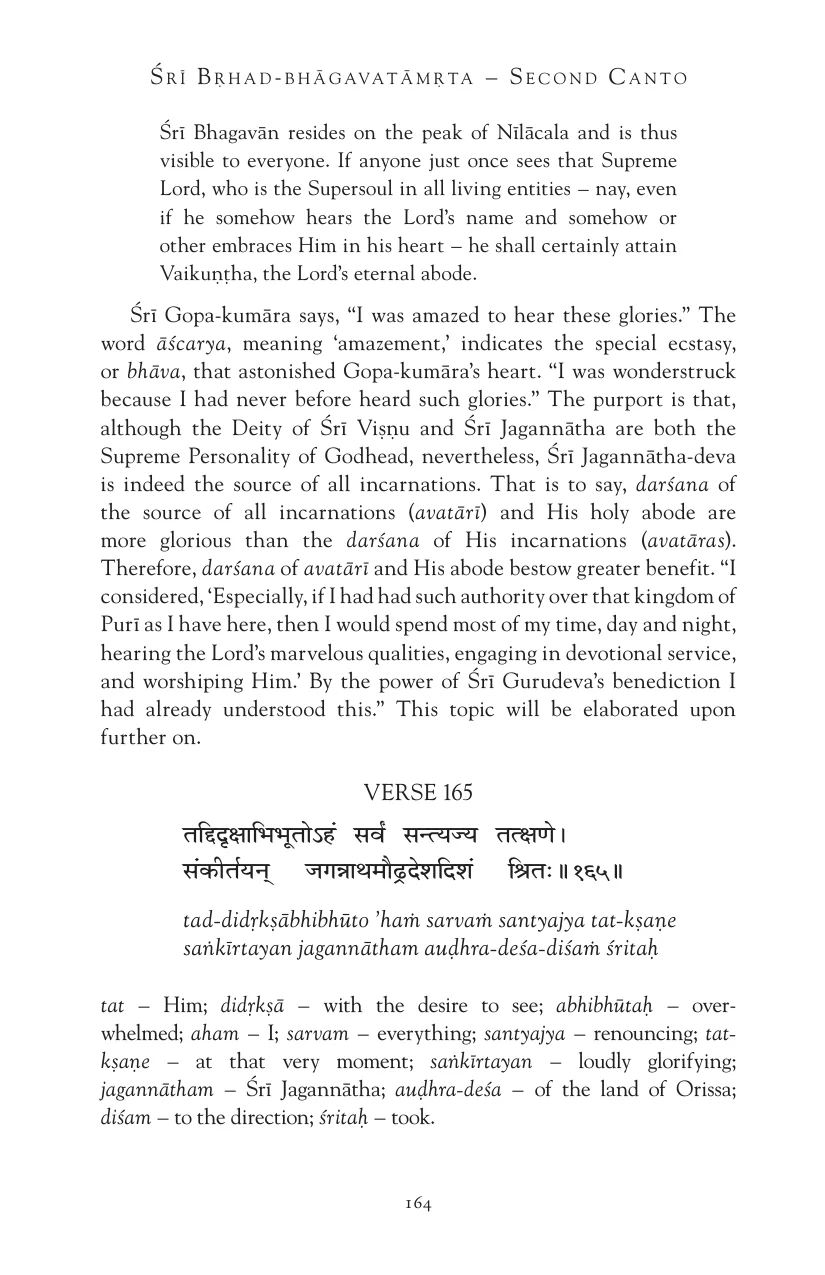 ŚRĪ BṚHAD-BHĀGAVATĀMṚTA – SECOND CANTO
Śrī Bhagavān resides on the peak of Nīlācala and is thus
visible to everyone. If anyone just once sees that Supreme
Lord, who is the Supersoul in all living entities – nay, even
if he somehow hears the Lord’s name and somehow or
other embraces Him in his heart – he shall certainly attain
Vaikuṇṭha, the Lord’s eternal abode.
Śrī Gopa-kumāra says, “I was amazed to hear these glories.” The
word āścarya, meaning ‘amazement,’ indicates the special ecstasy,
or bhāva, that astonished Gopa-kumāra’s heart. “I was wonderstruck
because I had never before heard such glories.” The purport is that,
although the Deity of Śrī Viṣṇu and Śrī Jagannātha are both the
Supreme Personality of Godhead, nevertheless, Śrī Jagannātha-deva
is indeed the source of all incarnations. That is to say, darśana of
the source of all incarnations (avatārī) and His holy abode are
more glorious than the darśana of His incarnations (avatāras).
Therefore, darśana of avatārī and His abode bestow greater benefit. “I
considered, ‘Especially, if I had had such authority over that kingdom of
Purī as I have here, then I would spend most of my time, day and night,
hearing the Lord’s marvelous qualities, engaging in devotional service,
and worshiping Him.’ By the power of Śrī Gurudeva’s benediction I
had already understood this.” This topic will be elaborated upon
further on.
VERSE 165
तद्दिदृक्षाभिभूतोऽहं सर्वं सन्त्यज्य तत्क्षणे।
संकीर्तयन् जगन्नाथमौढ्रदेशदिशं श्रितः॥१६५॥
tad-didṛkṣābhibhūto ’haṁ sarvaṁ santyajya tat-kṣaṇe
saṅkīrtayan jagannātham auḍhra-deśa-diśaṁ śritaḥ
tat – Him; didṛkṣā – with the desire to see; abhibhūtaḥ – over-
whelmed; aham – I; sarvam – everything; santyajya – renouncing; tat-
kṣaṇe – at that very moment; saṅkīrtayan – loudly glorifying;
jagannātham – Śrī Jagannātha; auḍhra-deśa – of the land of Orissa;
diśam – to the direction; śritaḥ – took.
164